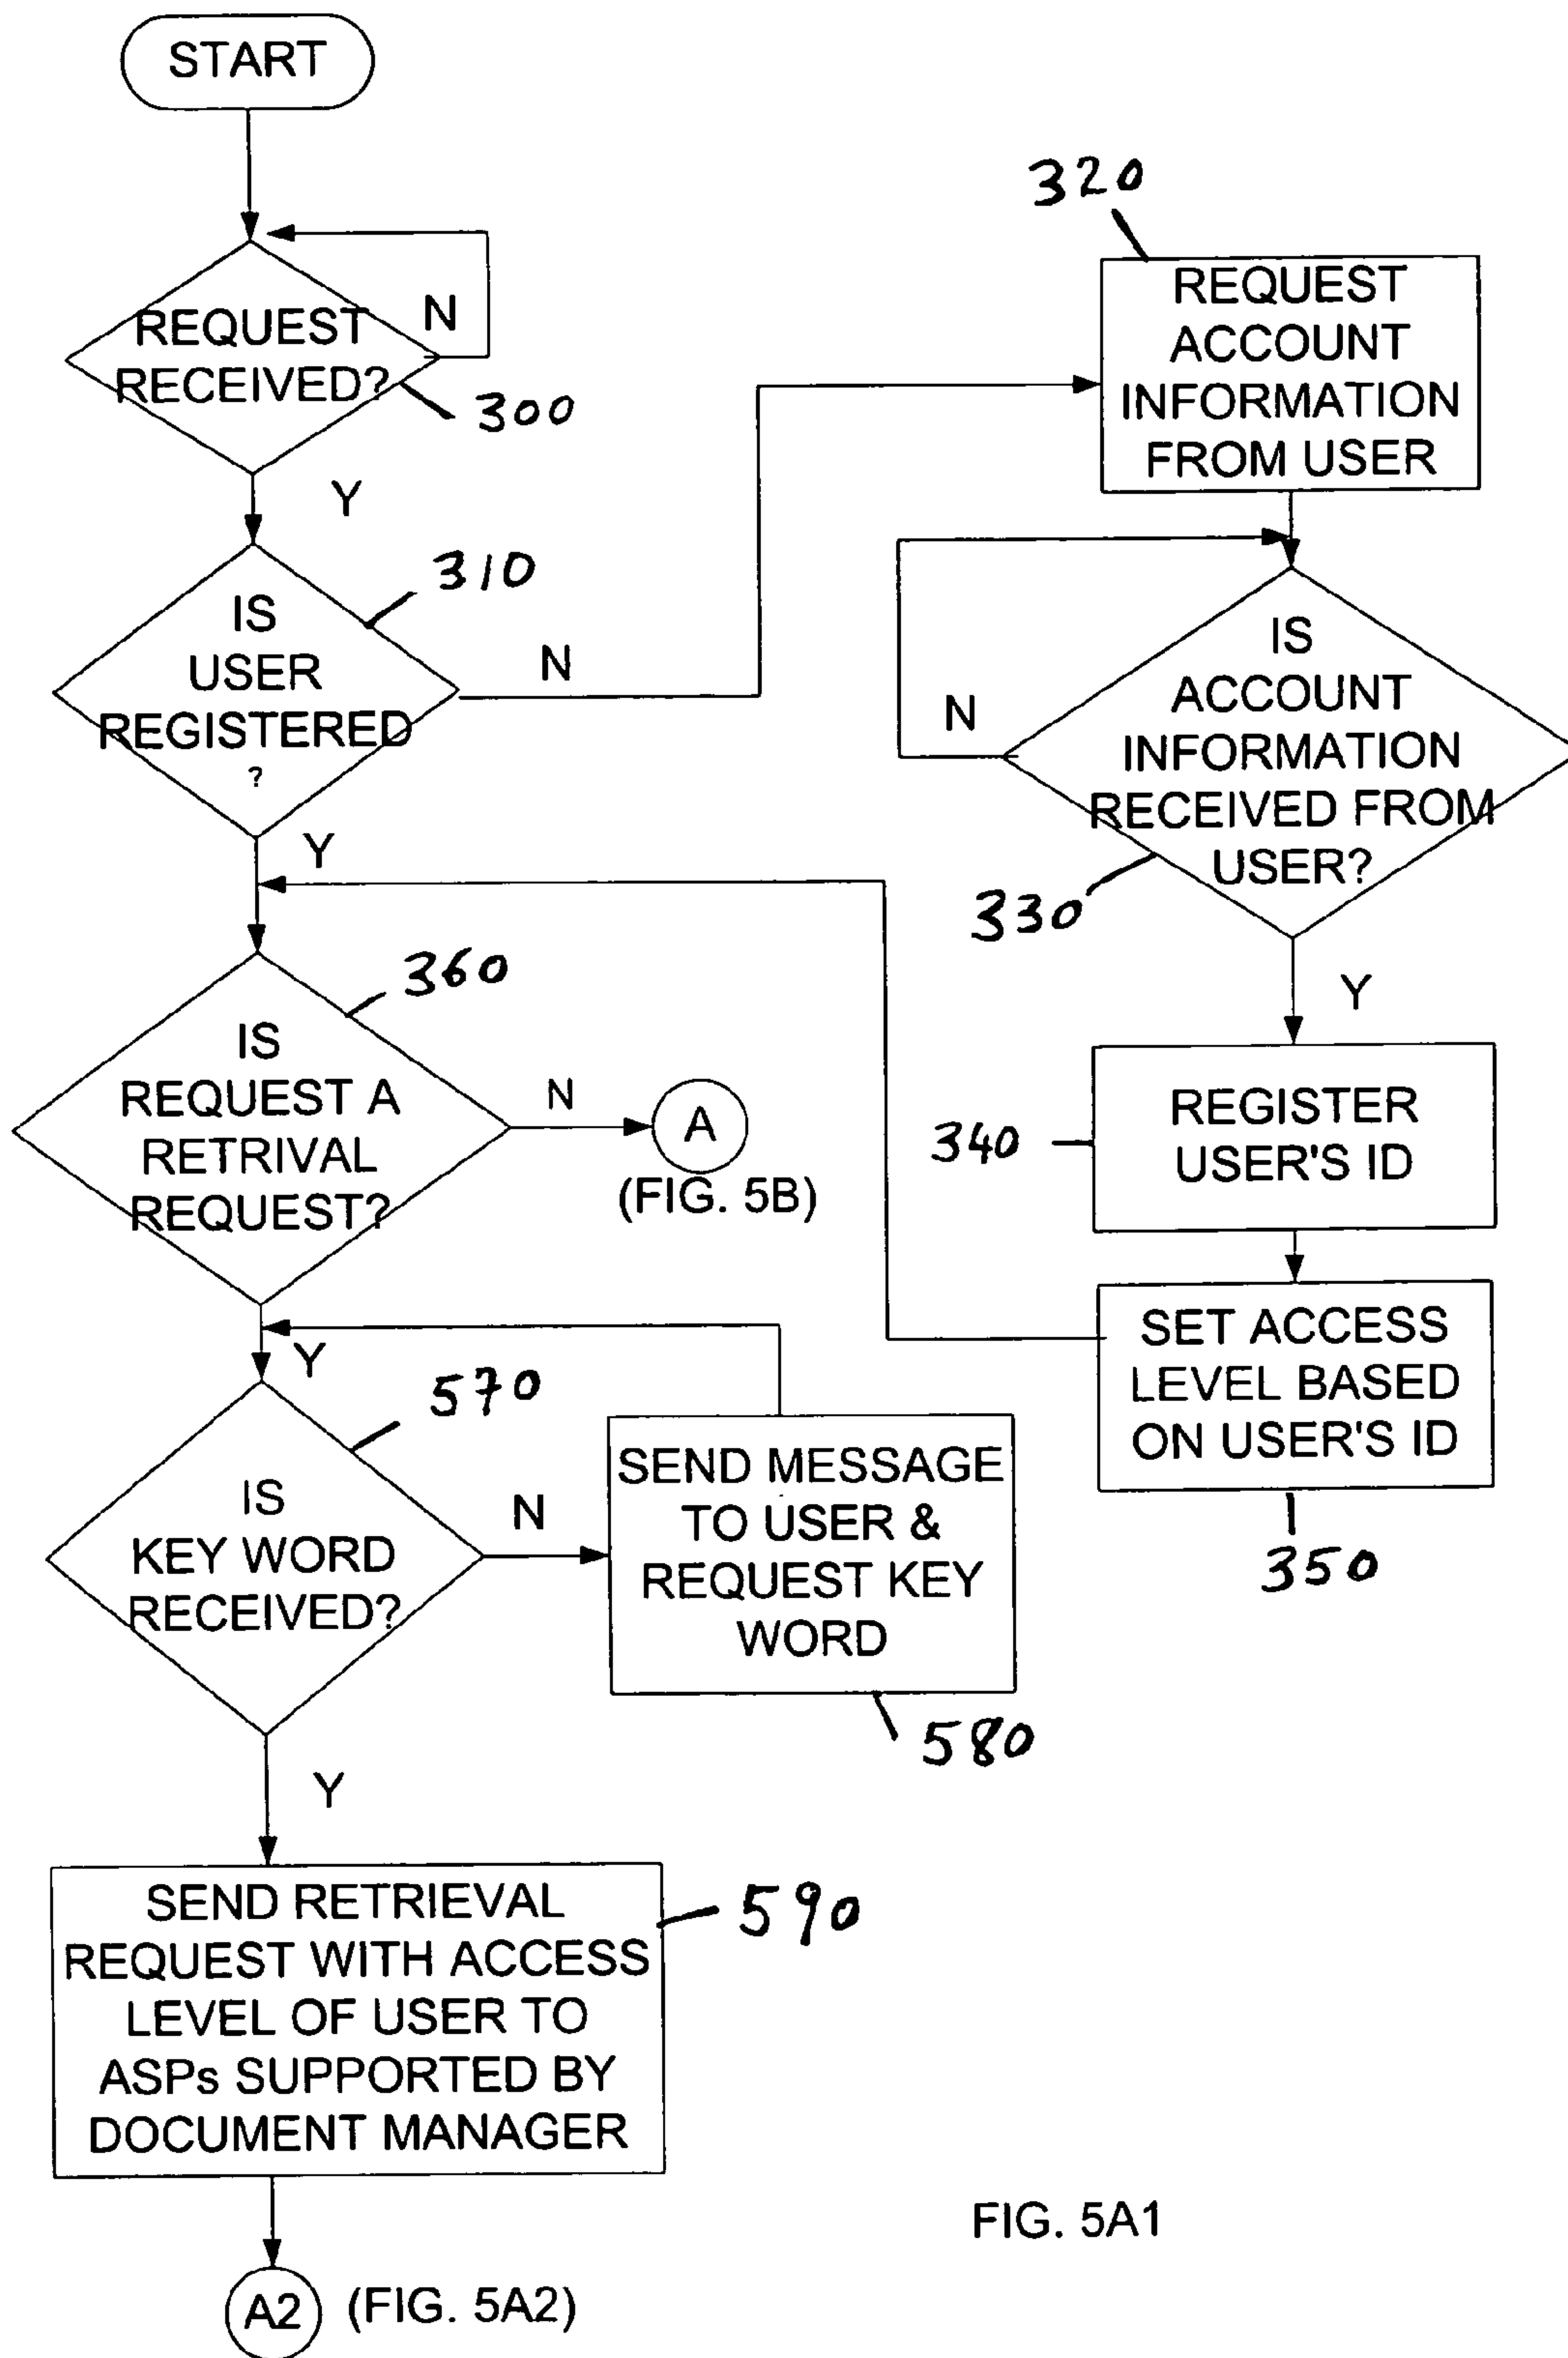 START
REQUEST
RECEIVED?
N
300
Y
IS
USER
REGISTERED
?
310
N
Y
320
REQUEST
ACCOUNT
INFORMATION
FROM USER
IS
ACCOUNT
INFORMATION
RECEIVED FROM
USER?
N
330
Y
340
REGISTER
USER'S ID
SET ACCESS
LEVEL BASED
ON USER'S ID
350
360
IS
REQUEST A
RETRIVAL
REQUEST?
N
A
(FIG. 5B)
Y
570
IS
KEY WORD
RECEIVED?
N
SEND MESSAGE
TO USER &
REQUEST KEY
WORD
580
Y
SEND RETRIEVAL
REQUEST WITH ACCESS
LEVEL OF USER TO
ASPs SUPPORTED BY
DOCUMENT MANAGER
590
A2 (FIG. 5A2)
FIG. 5A1